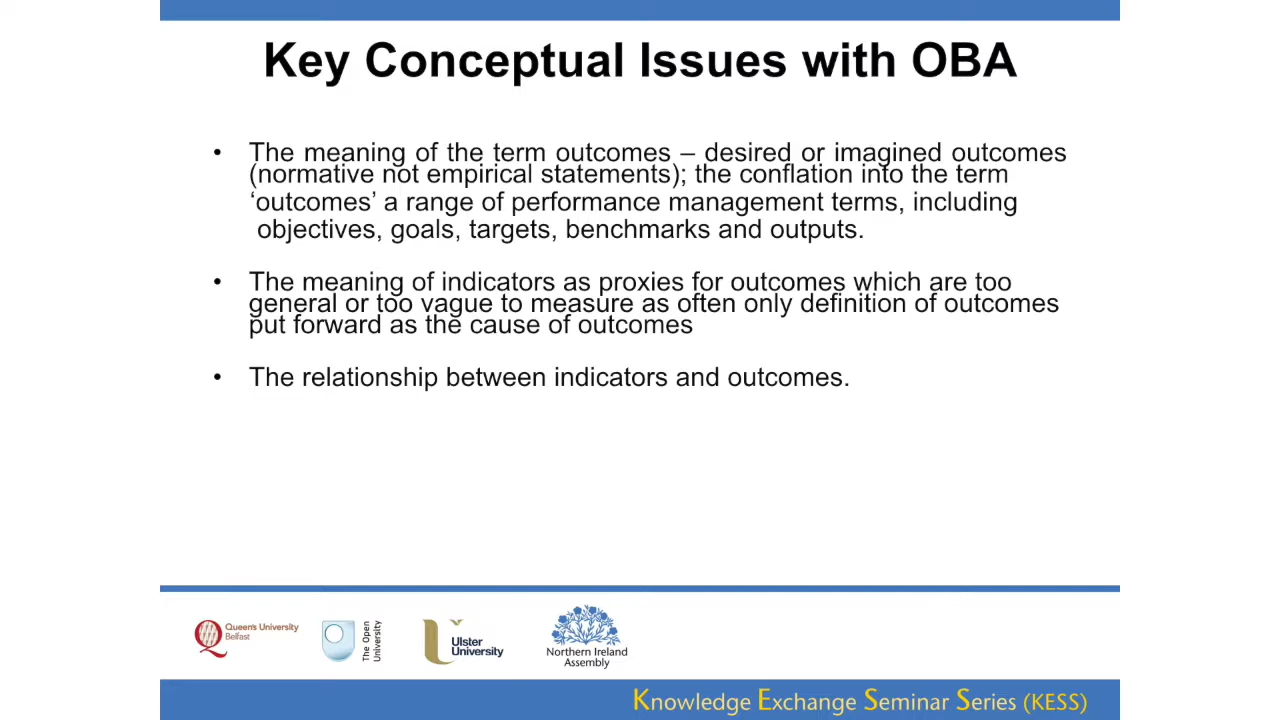 Key Conceptual Issues with OBA
• The meaning of the term outcomes – desired or imagined outcomes
(normative not empirical statements); the conflation into the term
‘outcomes’ a range of performance management terms, including
objectives, goals, targets, benchmarks and outputs.
• The meaning of indicators as proxies for outcomes which are too
general or too vague to measure as often only definition of outcomes
put forward as the cause of outcomes
• The relationship between indicators and outcomes.
Queen's University
Belfast
The Open
University
Ulster
University
Northern Ireland
Assembly
Knowledge Exchange Seminar Series (KESS)